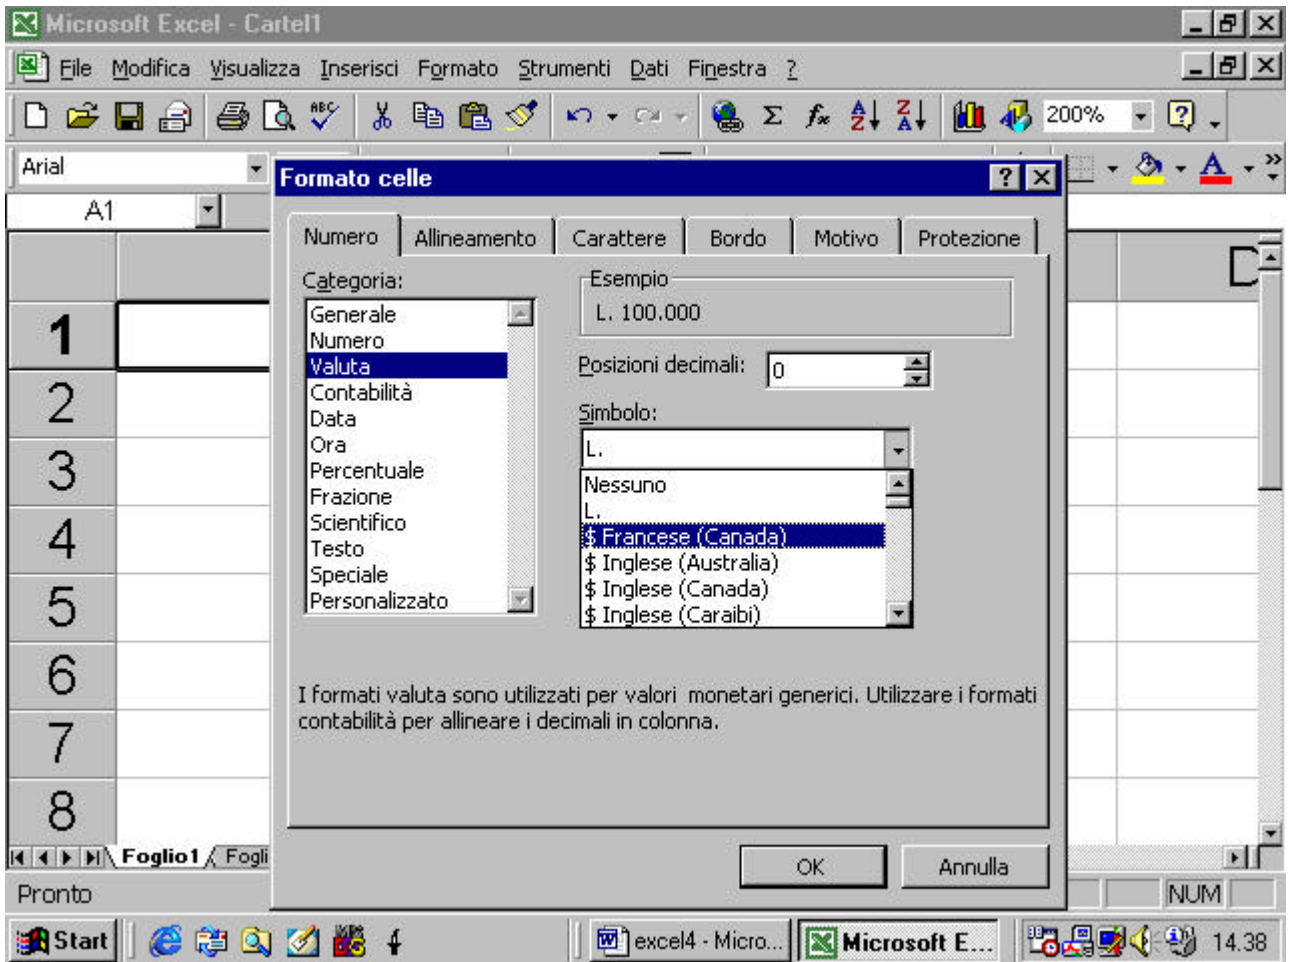 Microsoft Excel - Cartel1
File Modifica Visualizza Inserisci Formato Strumenti Dati Finestra ?
ABC Σ fx A Z Z A 200% ?
Arial A
Formato celle
A1
Numero Allineamento Carattere Bordo Motivo Protezione
D
Categoria:
Generale
Numero
Valuta
Contabilità
Data
Ora
Percentuale
Frazione
Scientifico
Testo
Speciale
Personalizzato
Esempio
L. 100.000
Posizioni decimali: 0
Simbolo:
L.
Nessuno
L.
$ Francese (Canada)
$ Inglese (Australia)
$ Inglese (Canada)
$ Inglese (Caraibi)
1
2
3
4
5
6
7
8
I formati valuta sono utilizzati per valori monetari generici. Utilizzare i formati
contabilità per allineare i decimali in colonna.
Foglio1 Fogli
OK Annulla
Pronto NUM
Start excel4 - Micro... Microsoft E... 14.38